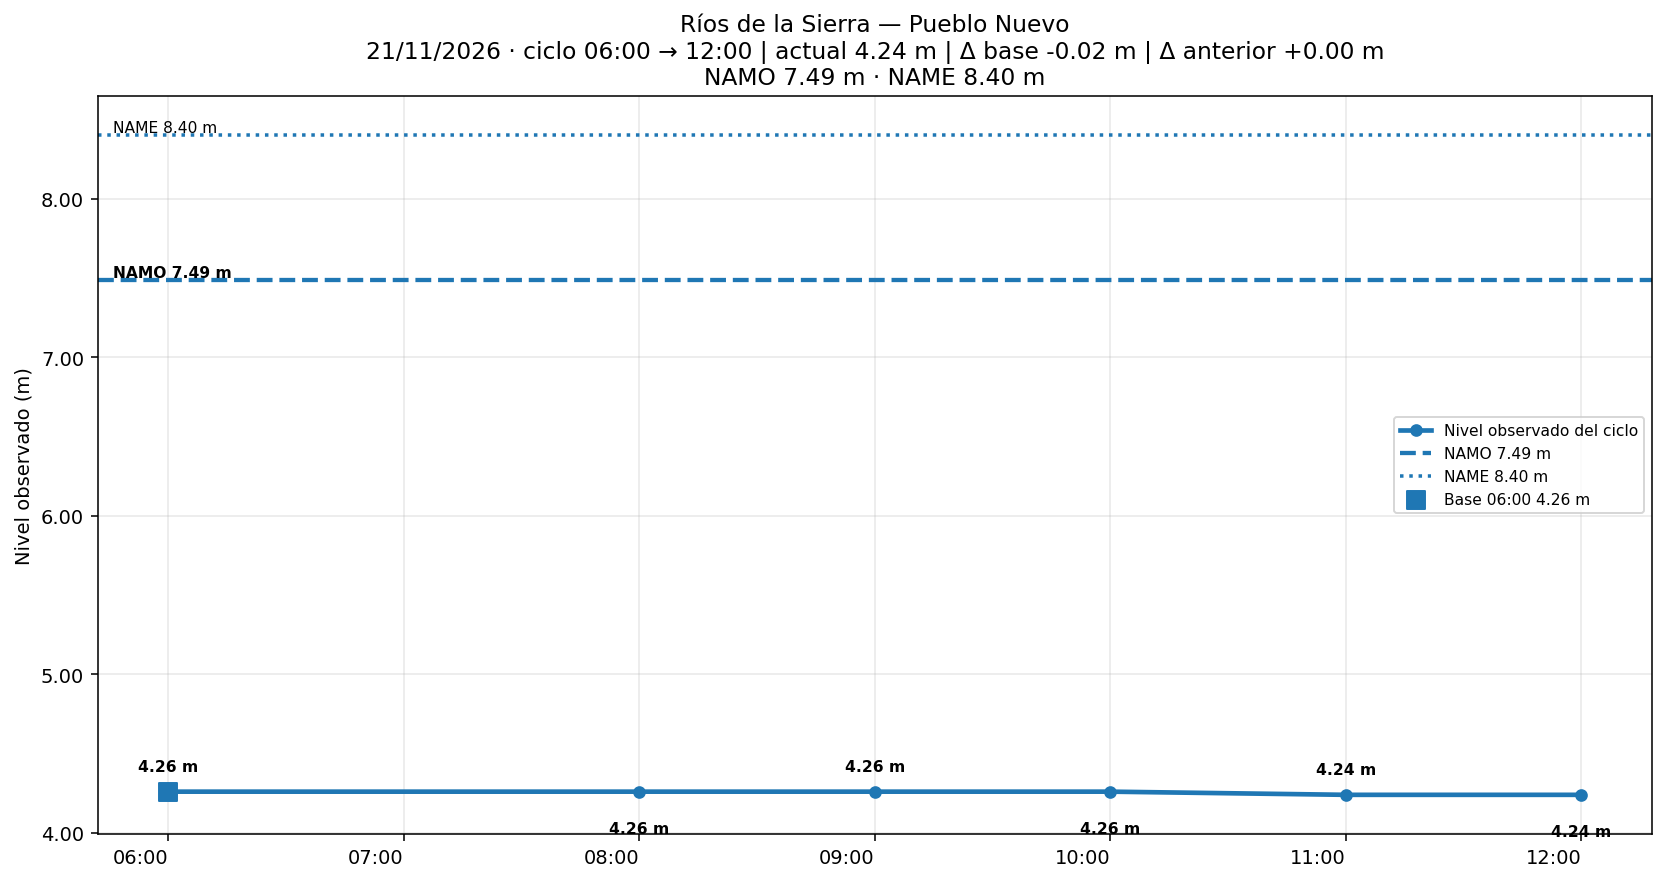 Ríos de la Sierra — Pueblo Nuevo
21/11/2026 · ciclo 06:00 → 12:00 | actual 4.24 m | Δ base -0.02 m | Δ anterior +0.00 m
NAMO 7.49 m · NAME 8.40 m
NAME 8.40 m
8.00
NAMO 7.49 m
7.00
Nivel observado (m)
Nivel observado del ciclo
NAMO 7.49 m
NAME 8.40 m
Base 06:00 4.26 m
6.00
5.00
4.26 m
4.26 m
4.24 m
4.26 m
4.26 m
4.24 m
4.00
06:00
07:00
08:00
09:00
10:00
11:00
12:00